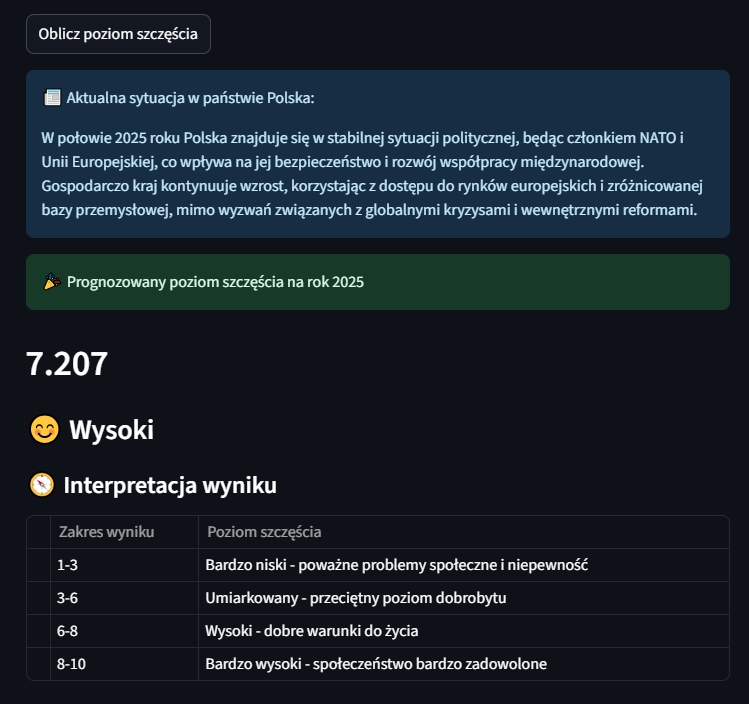 Oblicz poziom szczęścia
Aktualna sytuacja w państwie Polska:
W połowie 2025 roku Polska znajduje się w stabilnej sytuacji politycznej, będąc członkiem NATO i
Unii Europejskiej, co wpływa na jej bezpieczeństwo i rozwój współpracy międzynarodowej.
Gospodarczo kraj kontynuuje wzrost, korzystając z dostępu do rynków europejskich i zróżnicowanej
bazy przemysłowej, mimo wyzwań związanych z globalnymi kryzysami i wewnętrznymi reformami.
Prognozowany poziom szczęścia na rok 2025
7.207
Wysoki
Interpretacja wyniku
Zakres wyniku Poziom szczęścia
1-3 Bardzo niski - poważne problemy społeczne i niepewność
3-6 Umiarkowany - przeciętny poziom dobrobytu
6-8 Wysoki - dobre warunki do życia
8-10 Bardzo wysoki - społeczeństwo bardzo zadowolone